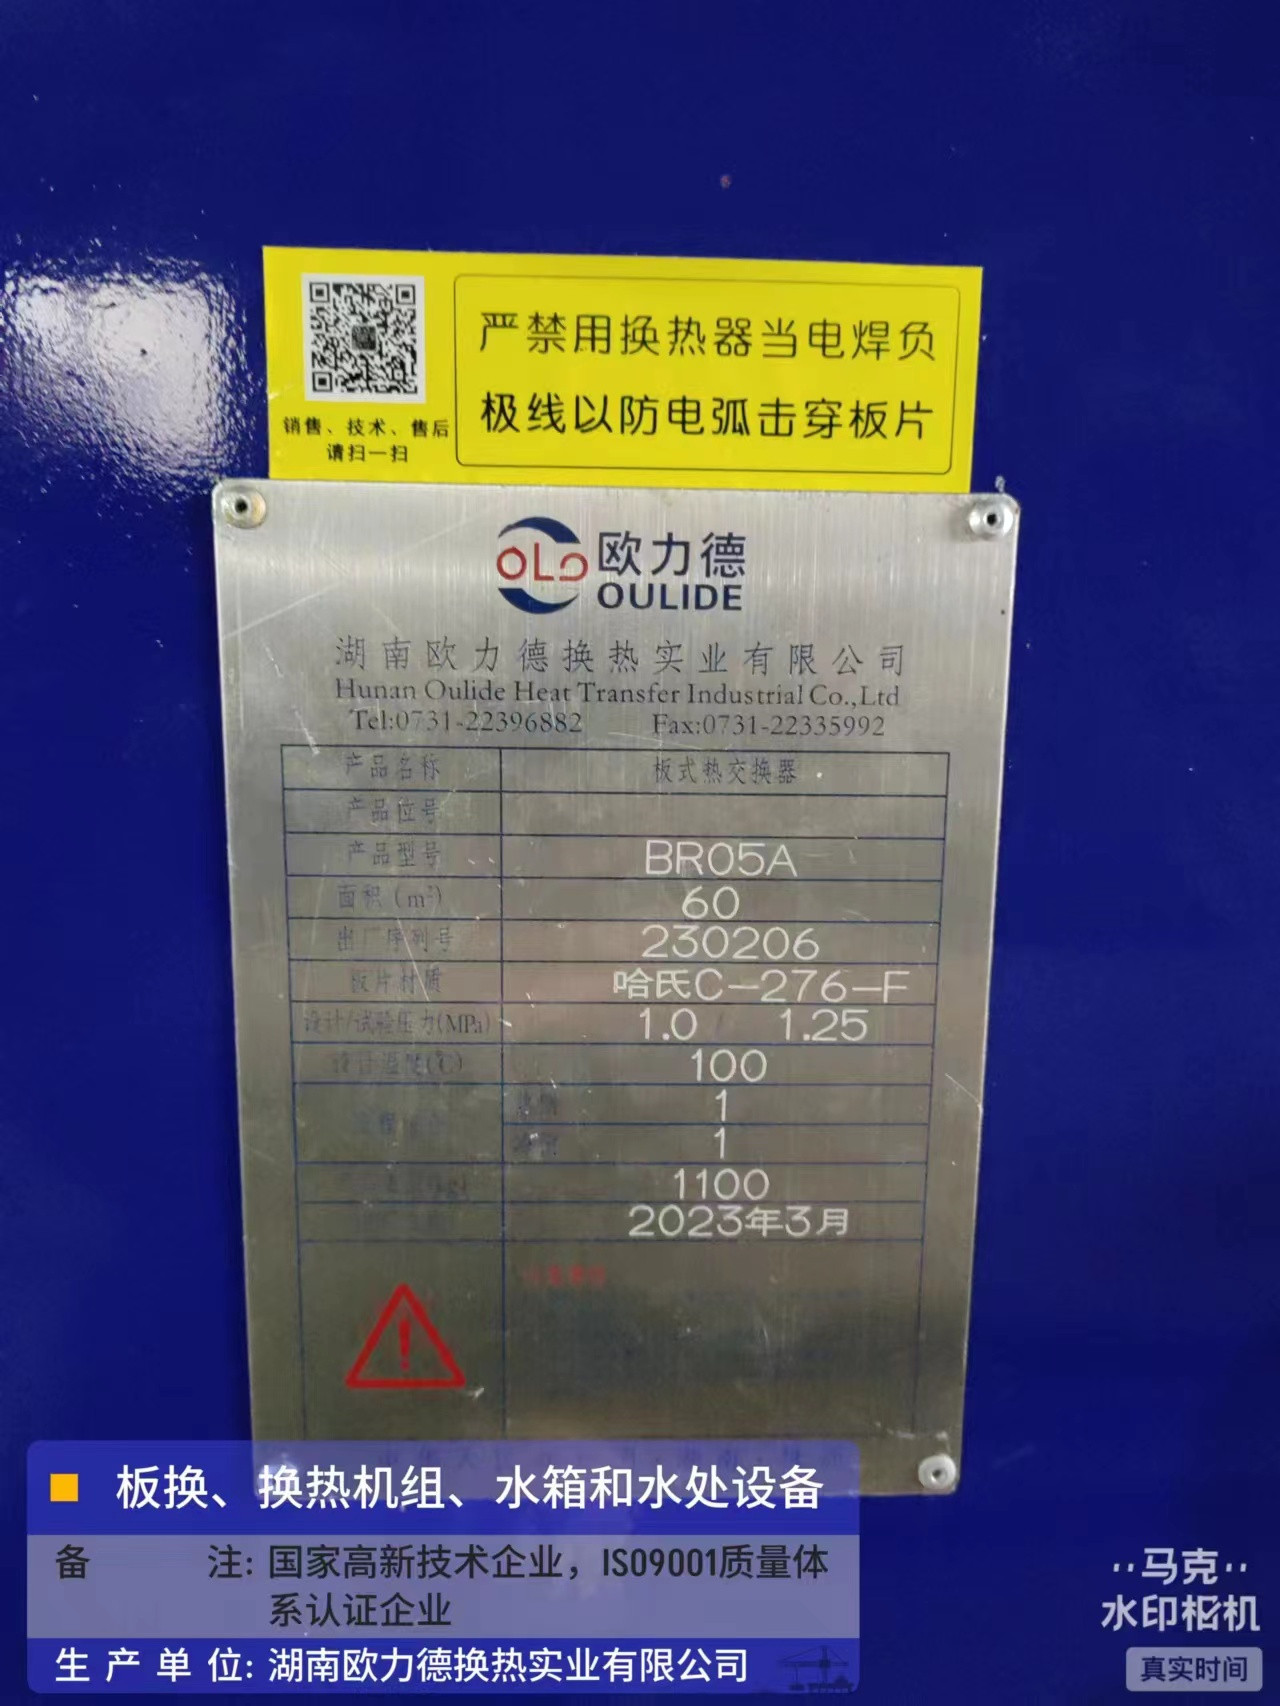 严禁用换热器当电焊负
极线以防电弧击穿板片
销售、技术、售后
请扫一扫
OLD 欧力德
OULIDE
湖南欧力德换热实业有限公司
Hunan Oulide Heat Transfer Industrial Co.,Ltd
Tel:0731-22396882 Fax:0731-22335992
产品名称 板式热交换器
产品位号
产品型号 BR05A
面积(m²) 60
出厂序列号 230206
板片材质 哈氏C-276-F
设计/试验压力(MPa) 1.0 / 1.25
设计温度(℃) 100
1
1
1100
2023年3月
板换、换热机组、水箱和水处设备
备注: 国家高新技术企业，ISO9001质量体
系认证企业
生产单位: 湖南欧力德换热实业有限公司
马克
水印相机
真实时间